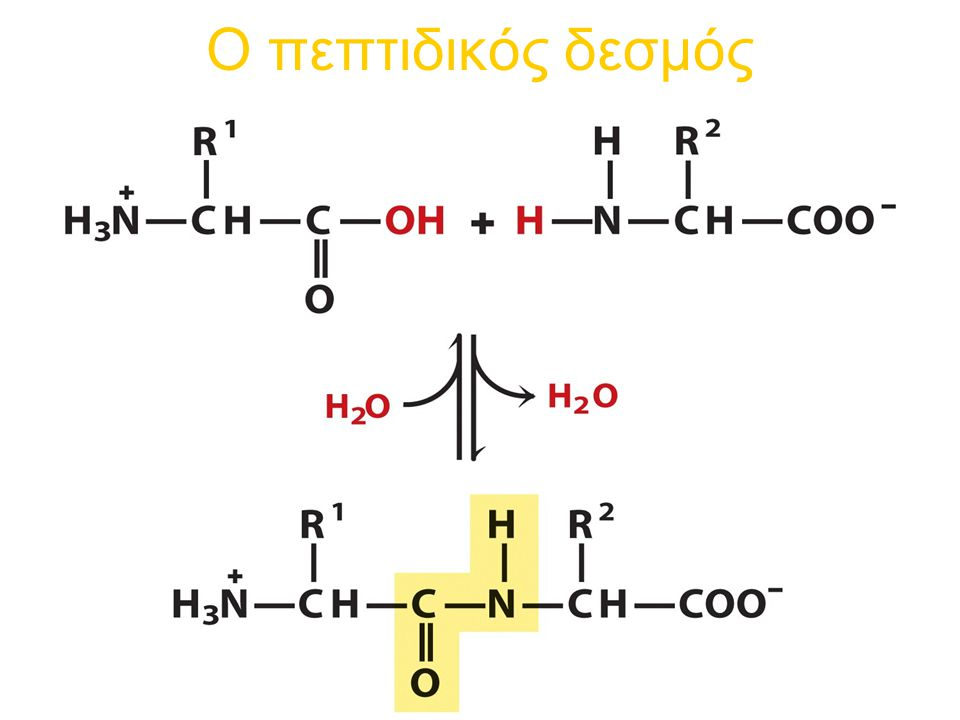 Ο πεπτιδικός δεσμός
R¹ H R²
H₃N⁺—CH—C—OH + H—N—CH—COO⁻
O
H₂O H₂O
R¹ H R²
H₃N⁺—CH—C—N—CH—COO⁻
O